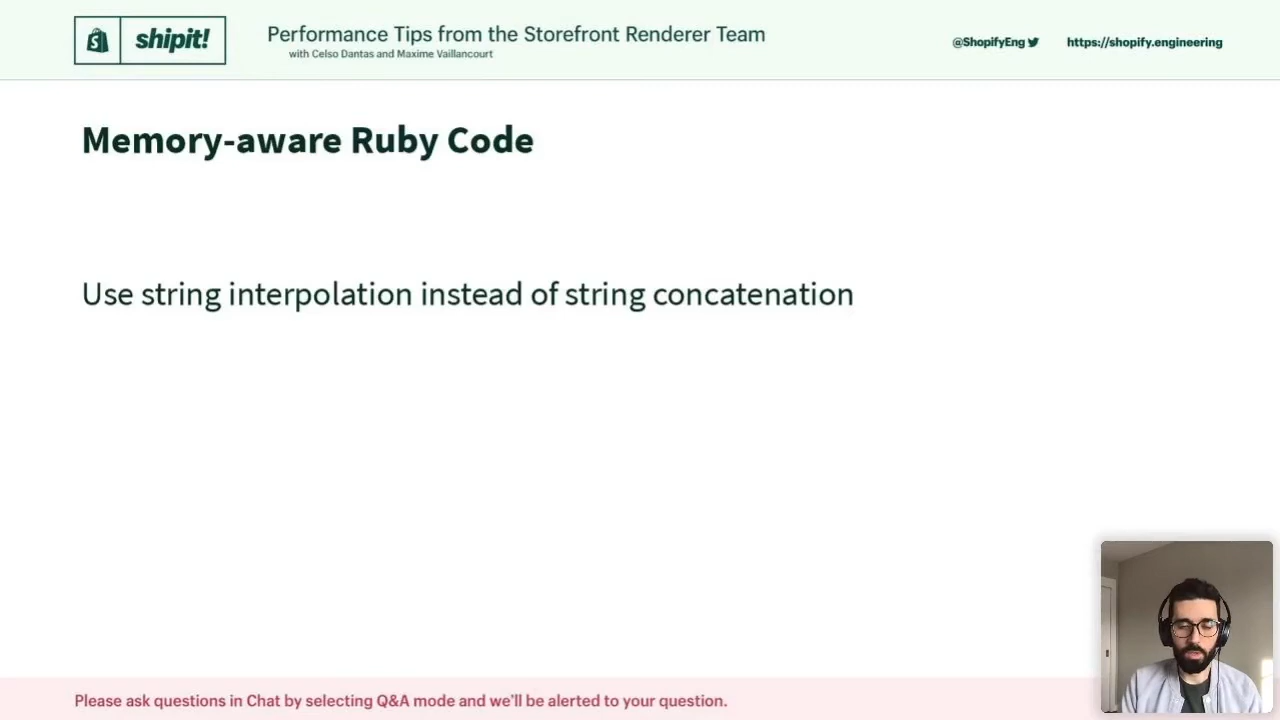 shipit!
Performance Tips from the Storefront Renderer Team
with Celso Dantas and Maxime Vaillancourt
@ShopifyEng
https://shopify.engineering
Memory-aware Ruby Code
Use string interpolation instead of string concatenation
Please ask questions in Chat by selecting Q&A mode and we'll be alerted to your question.